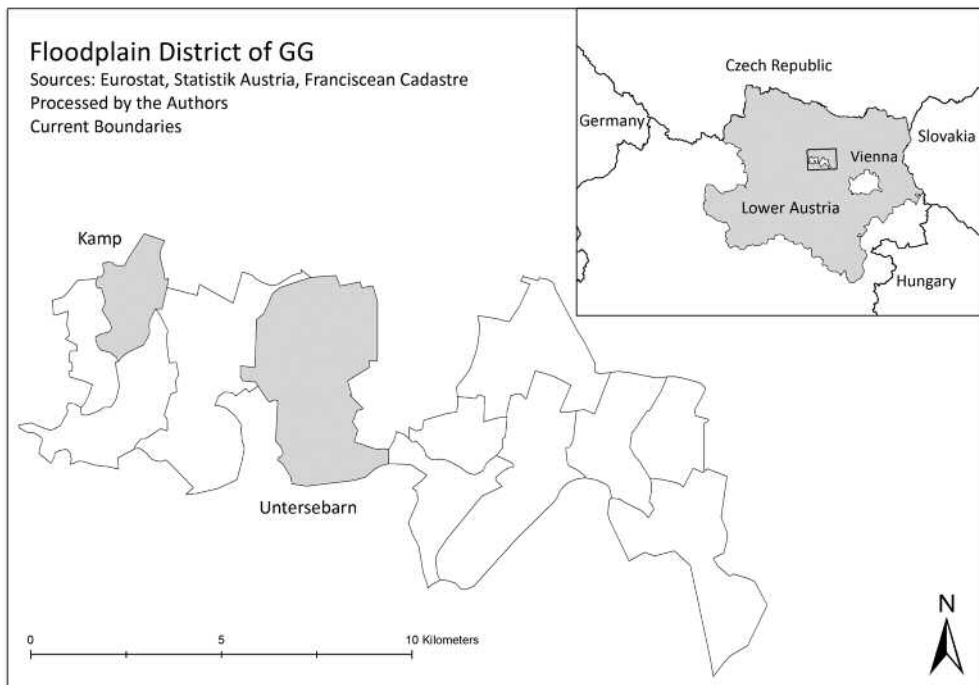 Floodplain District of GG
Sources: Eurostat, Statistik Austria, Franciscean Cadastre
Processed by the Authors
Current Boundaries
Czech Republic
Germany
Slovakia
Vienna
Lower Austria
Hungary
Kamp
Untersebarn
N
0
5
10 Kilometers